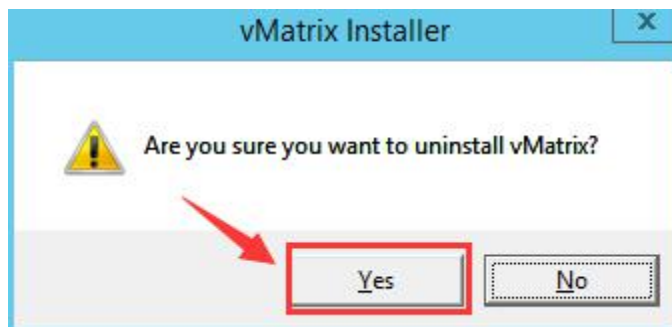 vMatrix Installer
x
Are you sure you want to uninstall vMatrix?
Yes
No